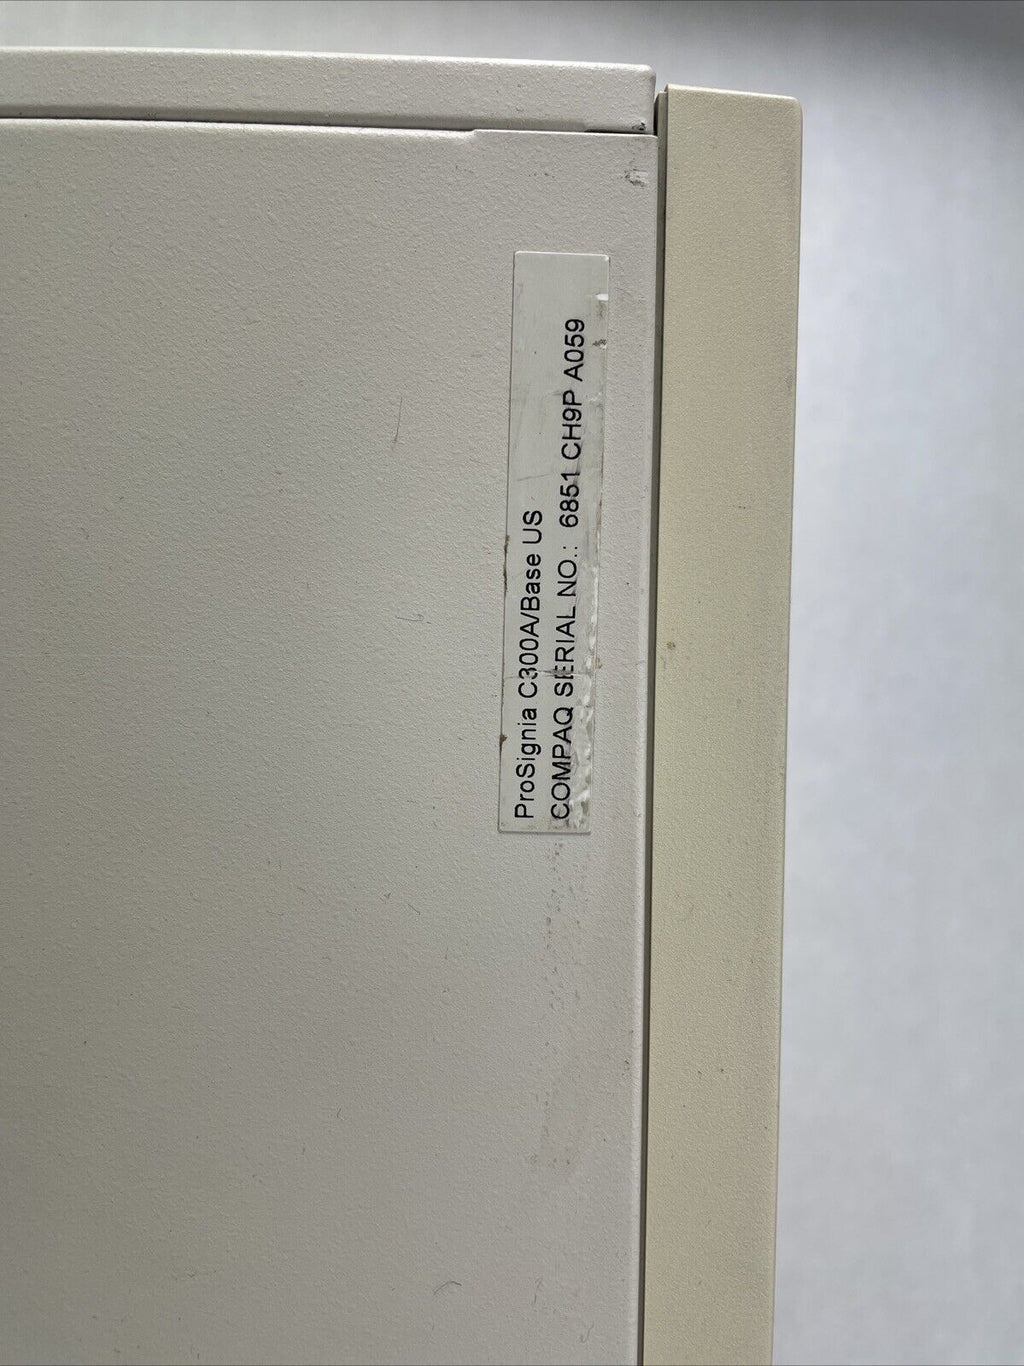 ProSignia C300A/Base US
COMPAQ SERIAL NO.: 6851 CH9P A059